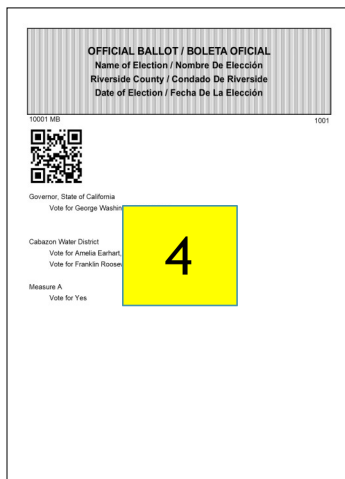 OFFICIAL BALLOT / BOLETA OFICIAL
Name of Election / Nombre De Elección
Riverside County / Condado De Riverside
Date of Election / Fecha De La Elección
10001 MB 1001
Governor, State of California
Vote for George
Cabazon Water District
Vote for Amelia Earhart,
Vote for Franklin
4
Measure A
Vote for Yes